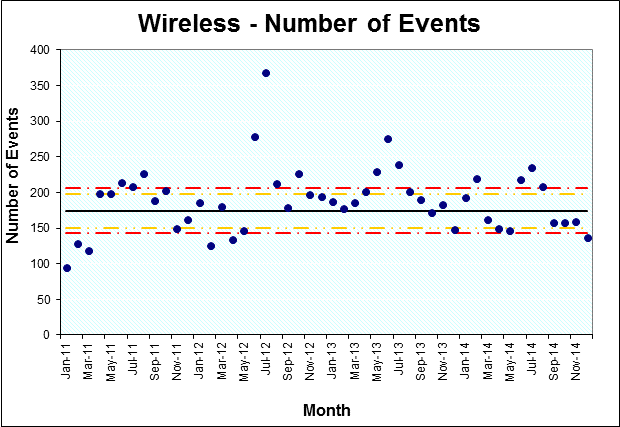 Wireless - Number of Events
Number of Events
400
350
300
250
200
150
100
50
0
Jan-11
Mar-11
May-11
Jul-11
Sep-11
Nov-11
Jan-12
Mar-12
May-12
Jul-12
Sep-12
Nov-12
Jan-13
Mar-13
May-13
Jul-13
Sep-13
Nov-13
Jan-14
Mar-14
May-14
Jul-14
Sep-14
Nov-14
Month